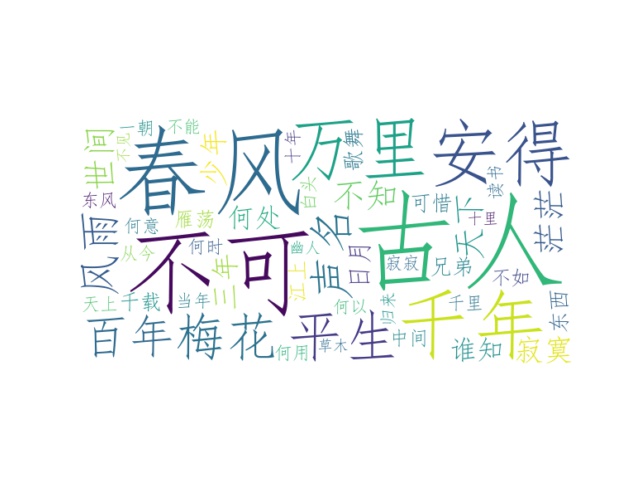 一朝
不能
不见
世间
少年
十年
歌舞
万里
安得
读书
春风
白头
不知
可惜
东风
雁荡
何处
何意
风雨
从今
何时
三年
不可
幽人
江上
声名
日月
古人
寂寂
兄弟
天下
十里
不如
茫茫
天上
千载
当年
何以
归来
千里
千年
东西
百年
梅花
何用
平生
草木
中间
谁知
寂寞